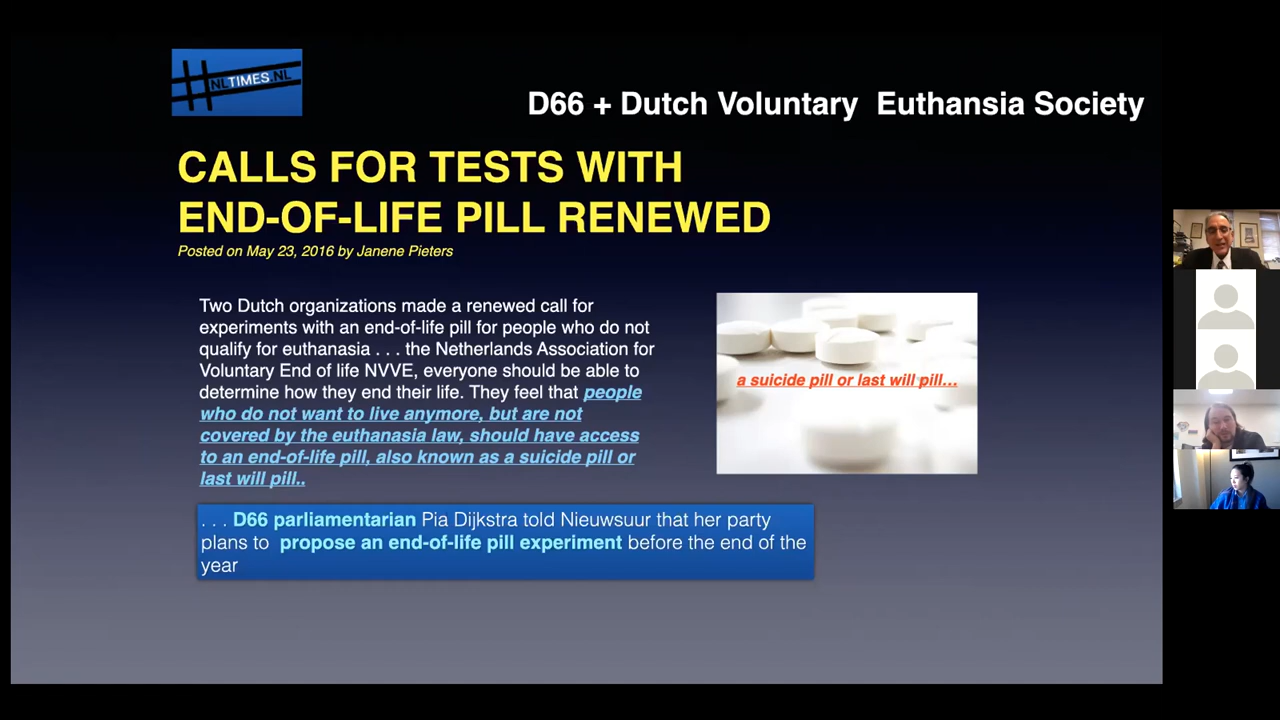 NLTIMES.NL
D66 + Dutch Voluntary Euthansia Society
CALLS FOR TESTS WITH
END-OF-LIFE PILL RENEWED
Posted on May 23, 2016 by Janene Pieters
Two Dutch organizations made a renewed call for
experiments with an end-of-life pill for people who do not
qualify for euthanasia . . . the Netherlands Association for
Voluntary End of life NVVE, everyone should be able to
determine how they end their life. They feel that people
who do not want to live anymore, but are not
covered by the euthanasia law, should have access
to an end-of-life pill, also known as a suicide pill or
last will pill..
a suicide pill or last will pill...
. . . D66 parliamentarian Pia Dijkstra told Nieuwsuur that her party
plans to propose an end-of-life pill experiment before the end of the
year